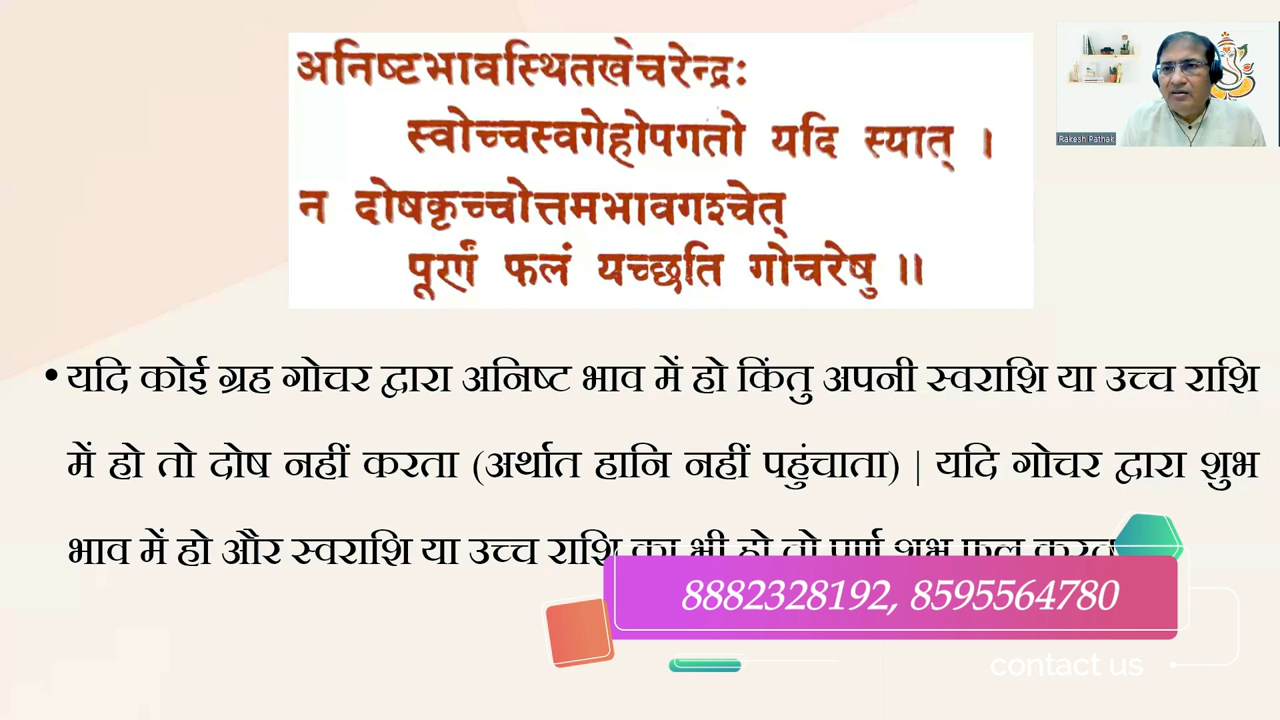 अनिष्टभावस्थितखेचरेन्द्रः
स्वोच्चस्वगेहोपगतो यदि स्यात् ।
न दोषकृच्चोत्तमभावगश्चेत्
पूर्णं फलं यच्छति गोचरेषु ॥
Rakesh Pathak
• यदि कोई ग्रह गोचर द्वारा अनिष्ट भाव में हो किंतु अपनी स्वराशि या उच्च राशि
में हो तो दोष नहीं करता (अर्थात हानि नहीं पहुंचाता) | यदि गोचर द्वारा शुभ
भाव में हो और स्वराशि या उच्च राशि का भी हो तो पूर्ण शुभ फल
8882328192, 8595564780
contact us